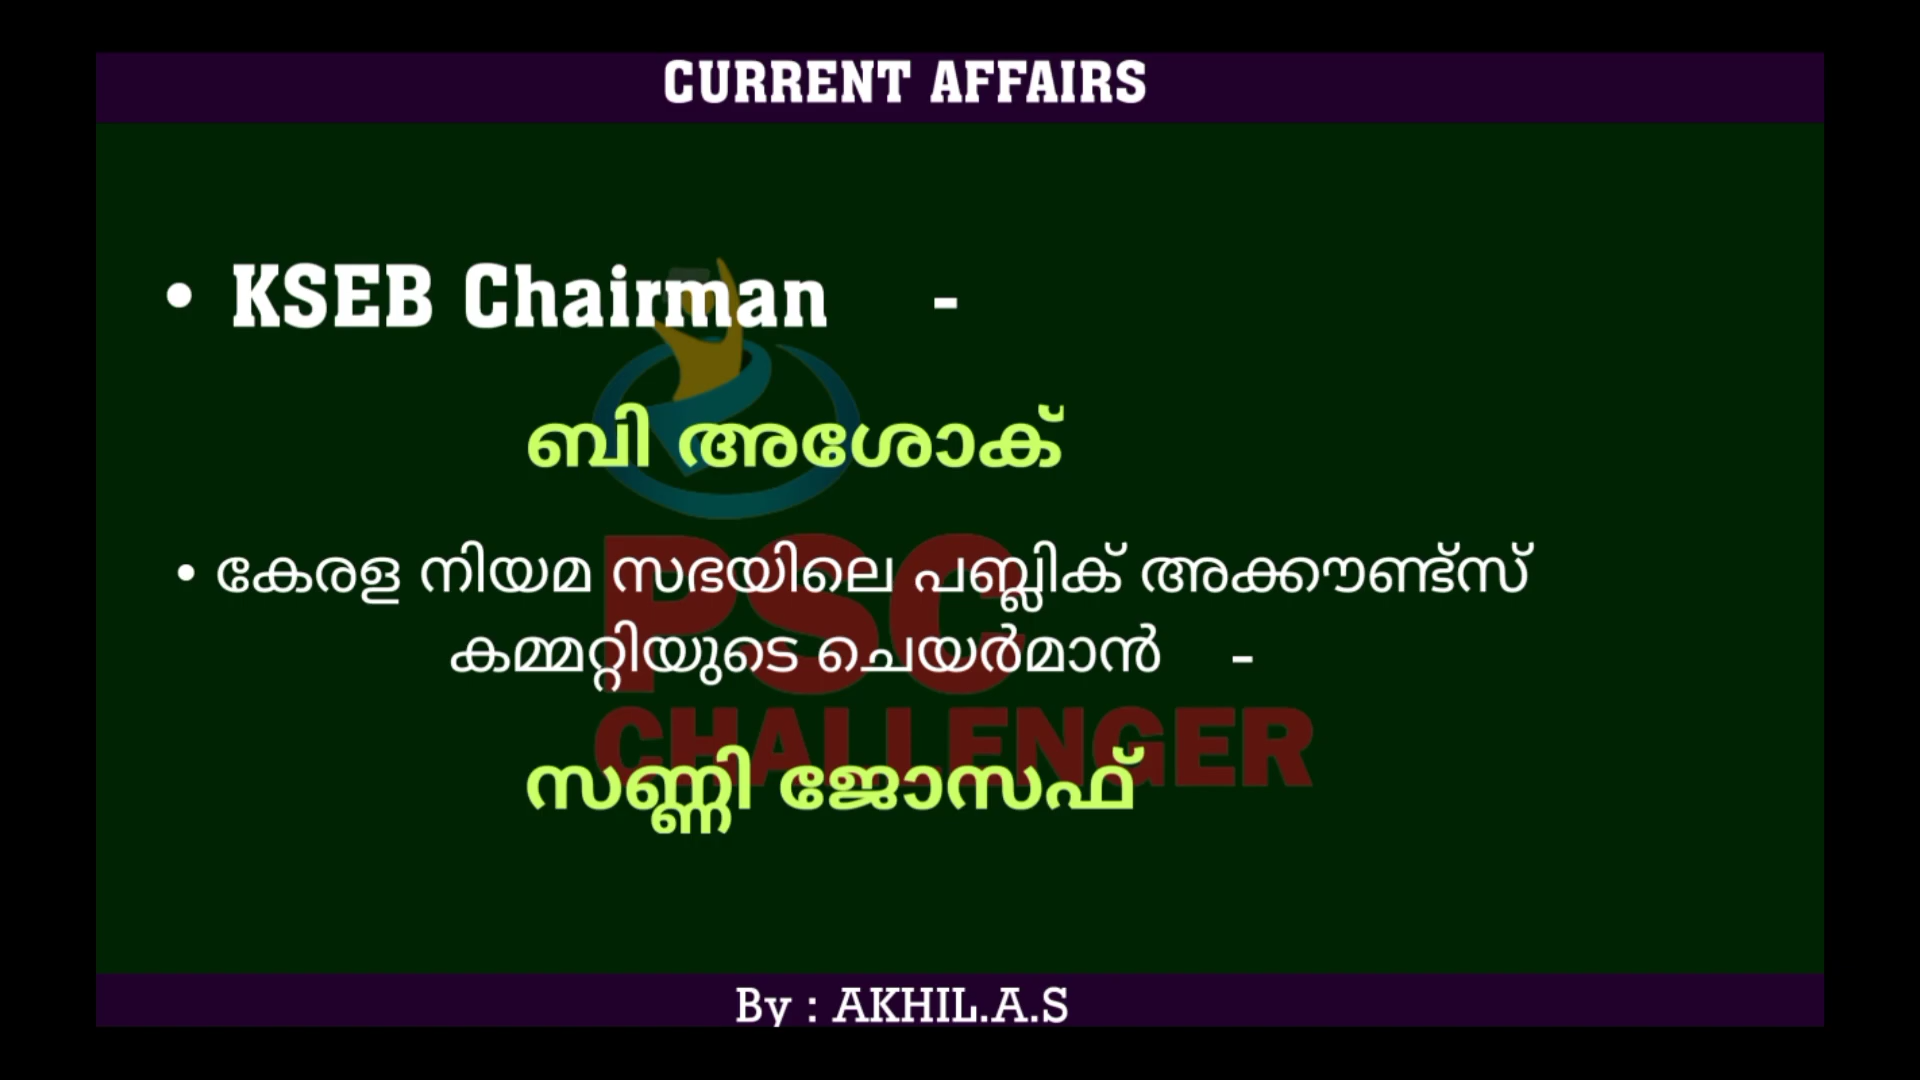 CURRENT AFFAIRS
• KSEB Chairman -
ബി അശോക്
• കേരള നിയമ സഭയിലെ പബ്ലിക് അക്കൗണ്ട്സ്
കമ്മറ്റിയുടെ ചെയർമാൻ -
PSC
CHALLENGER
സണ്ണി ജോസഫ്
By : AKHIL.A.S